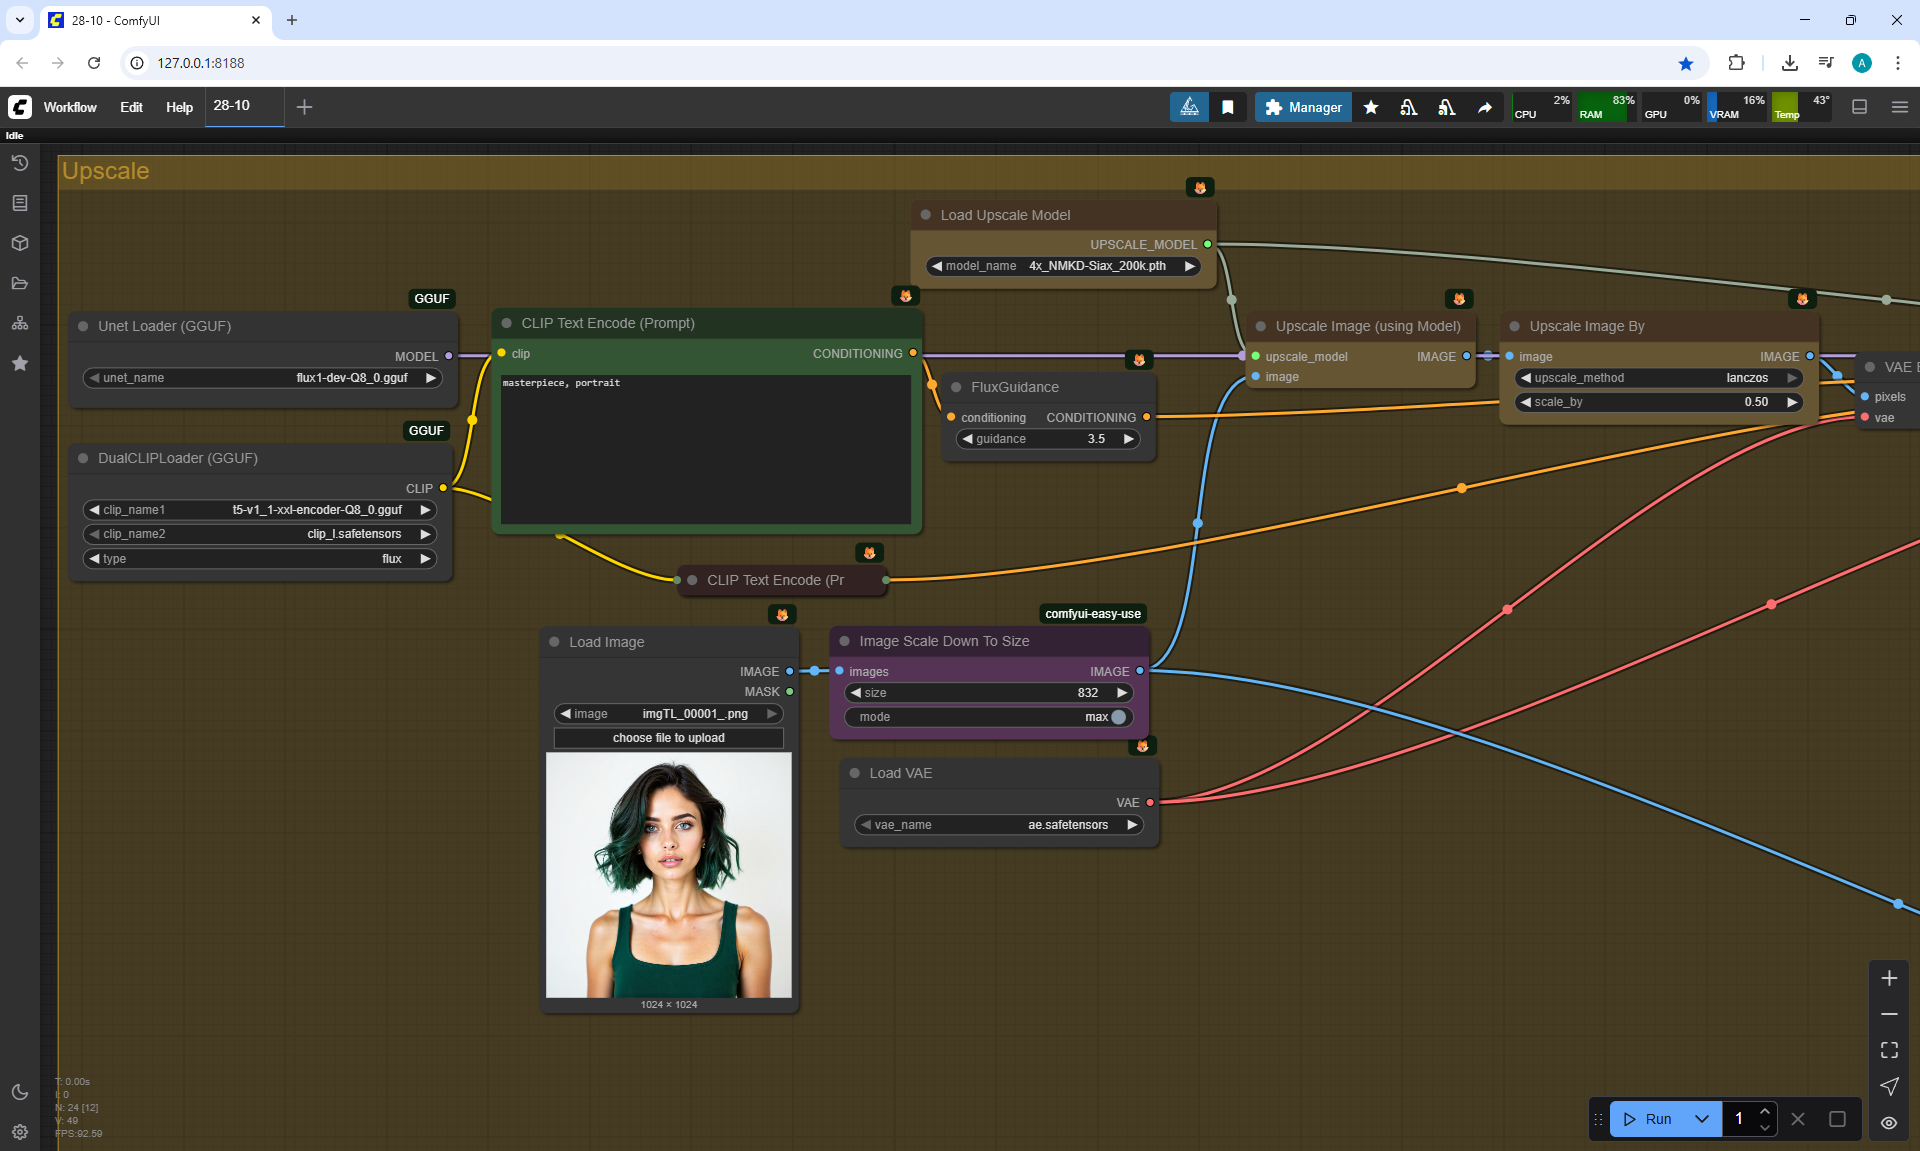 28-10 - ComfyUI
127.0.0.1:8188
Workflow Edit Help 28-10
Manager
CPU 2% RAM 83% GPU 0% VRAM 16% Temp 43°
Idle
Upscale
Load Upscale Model
UPSCALE_MODEL
model_name 4x_NMKD-Siax_200k.pth
GGUF
Unet Loader (GGUF)
MODEL
unet_name flux1-dev-Q8_0.gguf
GGUF
DualCLIPLoader (GGUF)
CLIP
clip_name1 t5-v1_1-xxl-encoder-Q8_0.gguf
clip_name2 clip_l.safetensors
type flux
CLIP Text Encode (Prompt)
clip CONDITIONING
masterpiece, portrait
FluxGuidance
conditioning CONDITIONING
guidance 3.5
Upscale Image (using Model)
upscale_model IMAGE
image
Upscale Image By
image IMAGE
upscale_method lanczos
scale_by 0.50
VAE E
pixels
vae
CLIP Text Encode (Pr
Load Image
IMAGE
MASK
image imgTL_00001_.png
choose file to upload
1024 × 1024
comfyui-easy-use
Image Scale Down To Size
images IMAGE
size 832
mode max
Load VAE
VAE
vae_name ae.safetensors
T: 0.00s
I: 0
N: 24 [12]
V: 49
FPS:92.59
Run 1
A